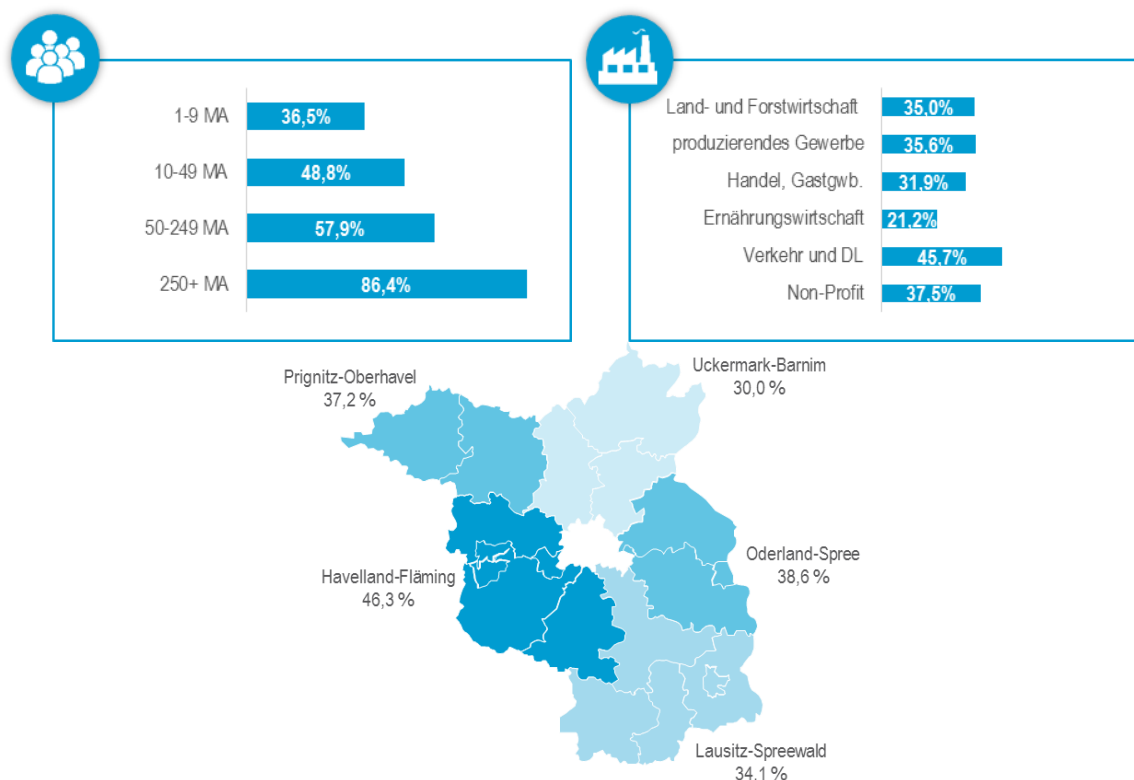 1-9 MA
36,5%
10-49 MA
48,8%
50-249 MA
57,9%
250+ MA
86,4%
Land- und Forstwirtschaft
35,0%
produzierendes Gewerbe
35,6%
Handel, Gastgwb.
31,9%
Ernährungswirtschaft
21,2%
Verkehr und DL
45,7%
Non-Profit
37,5%
Prignitz-Oberhavel
37,2 %
Uckermark-Barnim
30,0 %
Havelland-Fläming
46,3 %
Oderland-Spree
38,6 %
Lausitz-Spreewald
34,1 %